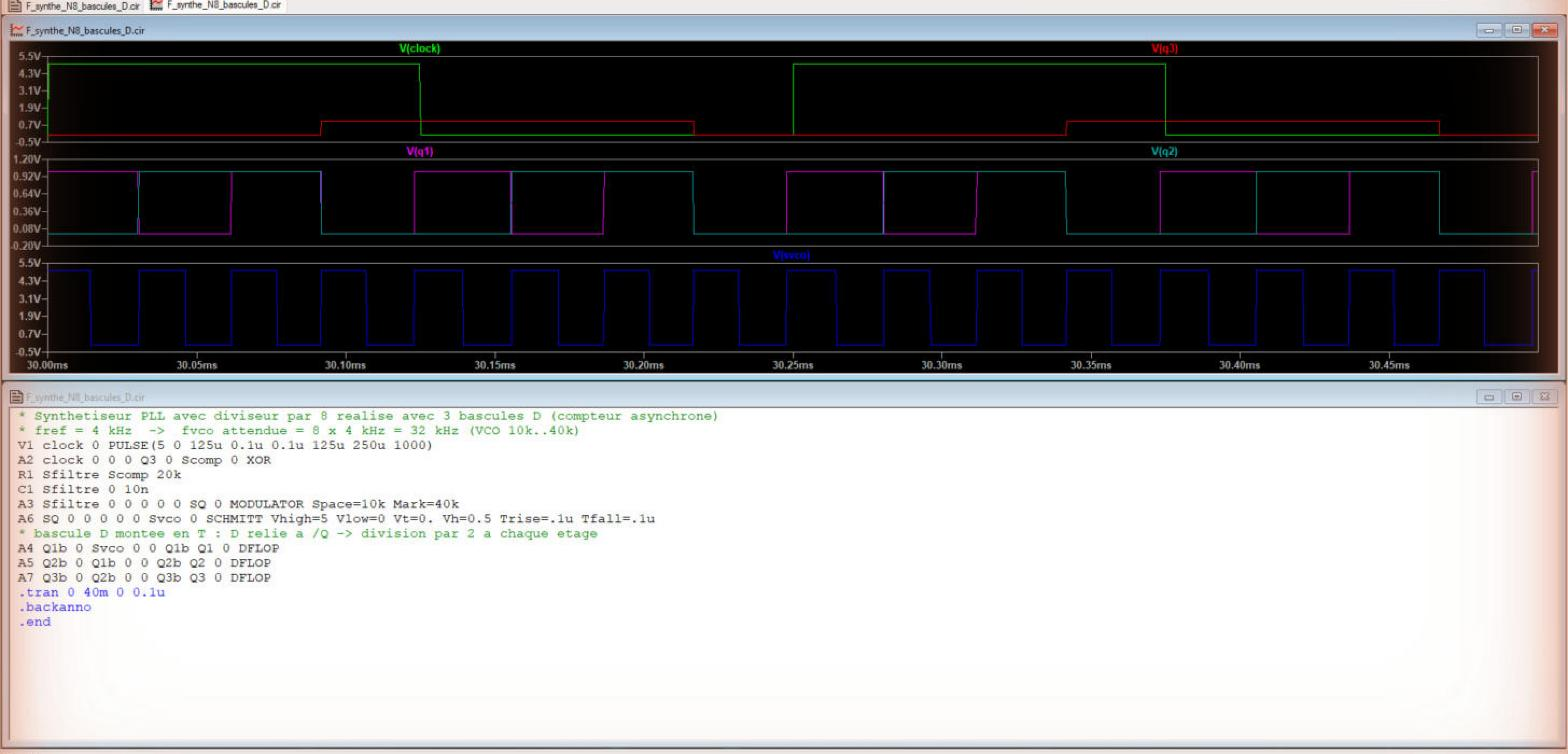 F_synthe_N8_bascules_D.cir F_synthe_N8_bascules_D.cir
F_synthe_N8_bascules_D.cir
V(clock) V(q3)
5.5V
4.3V
3.1V
1.9V
0.7V
-0.5V
V(q1) V(q2)
1.20V
0.92V
0.64V
0.36V
0.08V
-0.20V
V(svco)
5.5V
4.3V
3.1V
1.9V
0.7V
-0.5V
30.00ms 30.05ms 30.10ms 30.15ms 30.20ms 30.25ms 30.30ms 30.35ms 30.40ms 30.45ms
F_synthe_N8_bascules_D.cir
* Synthetiseur PLL avec diviseur par 8 realise avec 3 bascules D (compteur asynchrone)
* fref = 4 kHz -> fvco attendue = 8 x 4 kHz = 32 kHz (VCO 10k..40k)
V1 clock 0 PULSE(5 0 125u 0.1u 0.1u 125u 250u 1000)
A2 clock 0 0 0 Q3 0 Scomp 0 XOR
R1 Sfiltre Scomp 20k
C1 Sfiltre 0 10n
A3 Sfiltre 0 0 0 0 0 SQ 0 MODULATOR Space=10k Mark=40k
A6 SQ 0 0 0 0 0 Svco 0 SCHMITT Vhigh=5 Vlow=0 Vt=0. Vh=0.5 Trise=.1u Tfall=.1u
* bascule D montee en T : D relie a /Q -> division par 2 a chaque etage
A4 Q1b 0 Svco 0 0 Q1b Q1 0 DFLOP
A5 Q2b 0 Q1b 0 0 Q2b Q2 0 DFLOP
A7 Q3b 0 Q2b 0 0 Q3b Q3 0 DFLOP
.tran 0 40m 0 0.1u
.backanno
.end